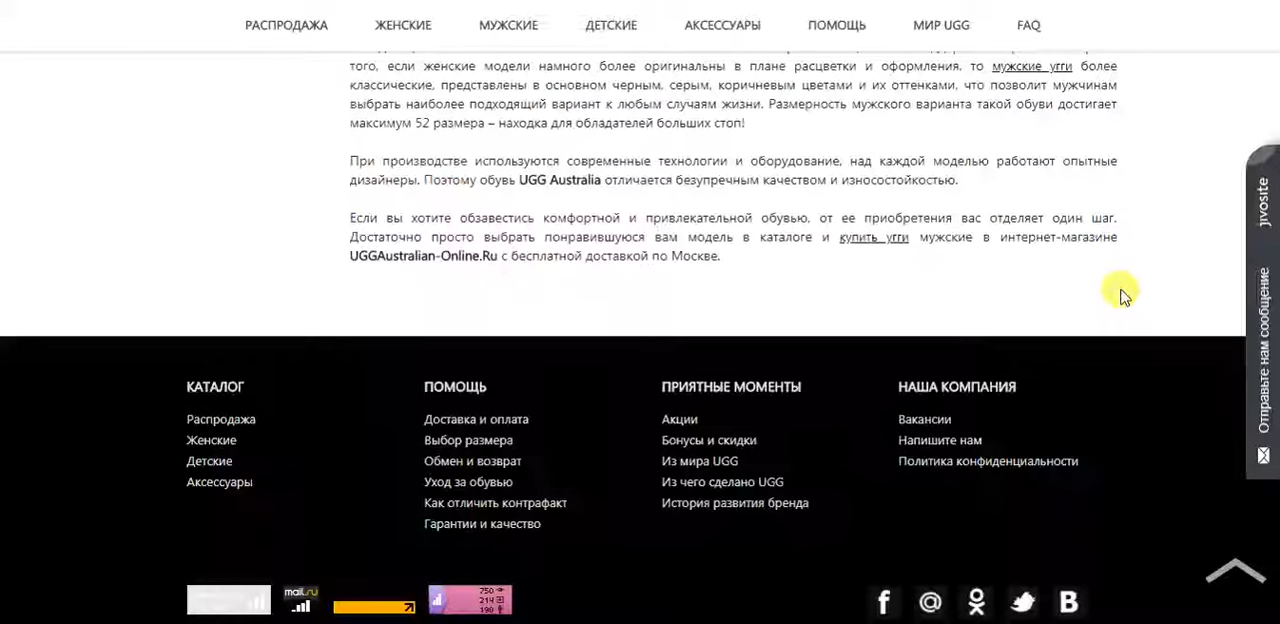 РАСПРОДАЖА ЖЕНСКИЕ МУЖСКИЕ ДЕТСКИЕ АКСЕССУАРЫ ПОМОЩЬ МИР UGG FAQ
того, если женские модели намного более оригинальны в плане расцветки и оформления, то мужские угги более
классические, представлены в основном черным, серым, коричневым цветами и их оттенками, что позволит мужчинам
выбрать наиболее подходящий вариант к любым случаям жизни. Размерность мужского варианта такой обуви достигает
максимум 52 размера – находка для обладателей больших стоп!
При производстве используются современные технологии и оборудование, над каждой моделью работают опытные
дизайнеры. Поэтому обувь UGG Australia отличается безупречным качеством и износостойкостью.
Если вы хотите обзавестись комфортной и привлекательной обувью, от ее приобретения вас отделяет один шаг.
Достаточно просто выбрать понравившуюся вам модель в каталоге и купить угги мужские в интернет-магазине
UGGAustralian-Online.Ru с бесплатной доставкой по Москве.
jivosite
Отправьте нам сообщение
КАТАЛОГ
Распродажа
Женские
Детские
Аксессуары
ПОМОЩЬ
Доставка и оплата
Выбор размера
Обмен и возврат
Уход за обувью
Как отличить контрафакт
Гарантии и качество
ПРИЯТНЫЕ МОМЕНТЫ
Акции
Бонусы и скидки
Из мира UGG
Из чего сделано UGG
История развития бренда
НАША КОМПАНИЯ
Вакансии
Напишите нам
Политика конфиденциальности
mail.ru
750
214
190